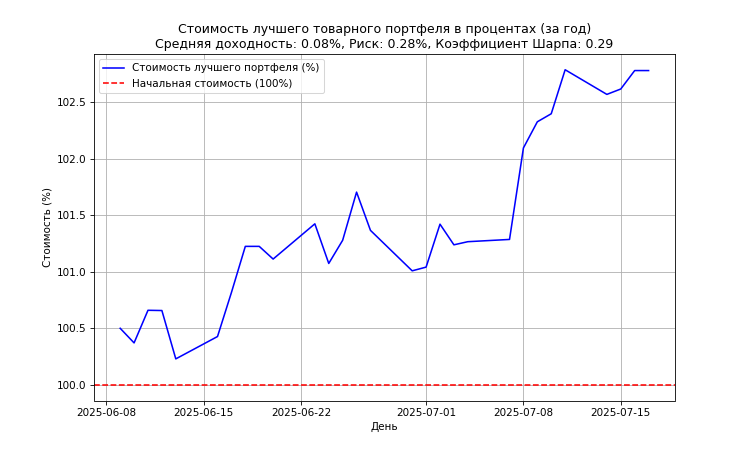 Стоимость лучшего товарного портфеля в процентах (за год)
Средняя доходность: 0.08%, Риск: 0.28%, Коэффициент Шарпа: 0.29
Стоимость лучшего портфеля (%)
Начальная стоимость (100%)
Стоимость (%)
102.5
102.0
101.5
101.0
100.5
100.0
2025-06-08 2025-06-15 2025-06-22 2025-07-01 2025-07-08 2025-07-15
День